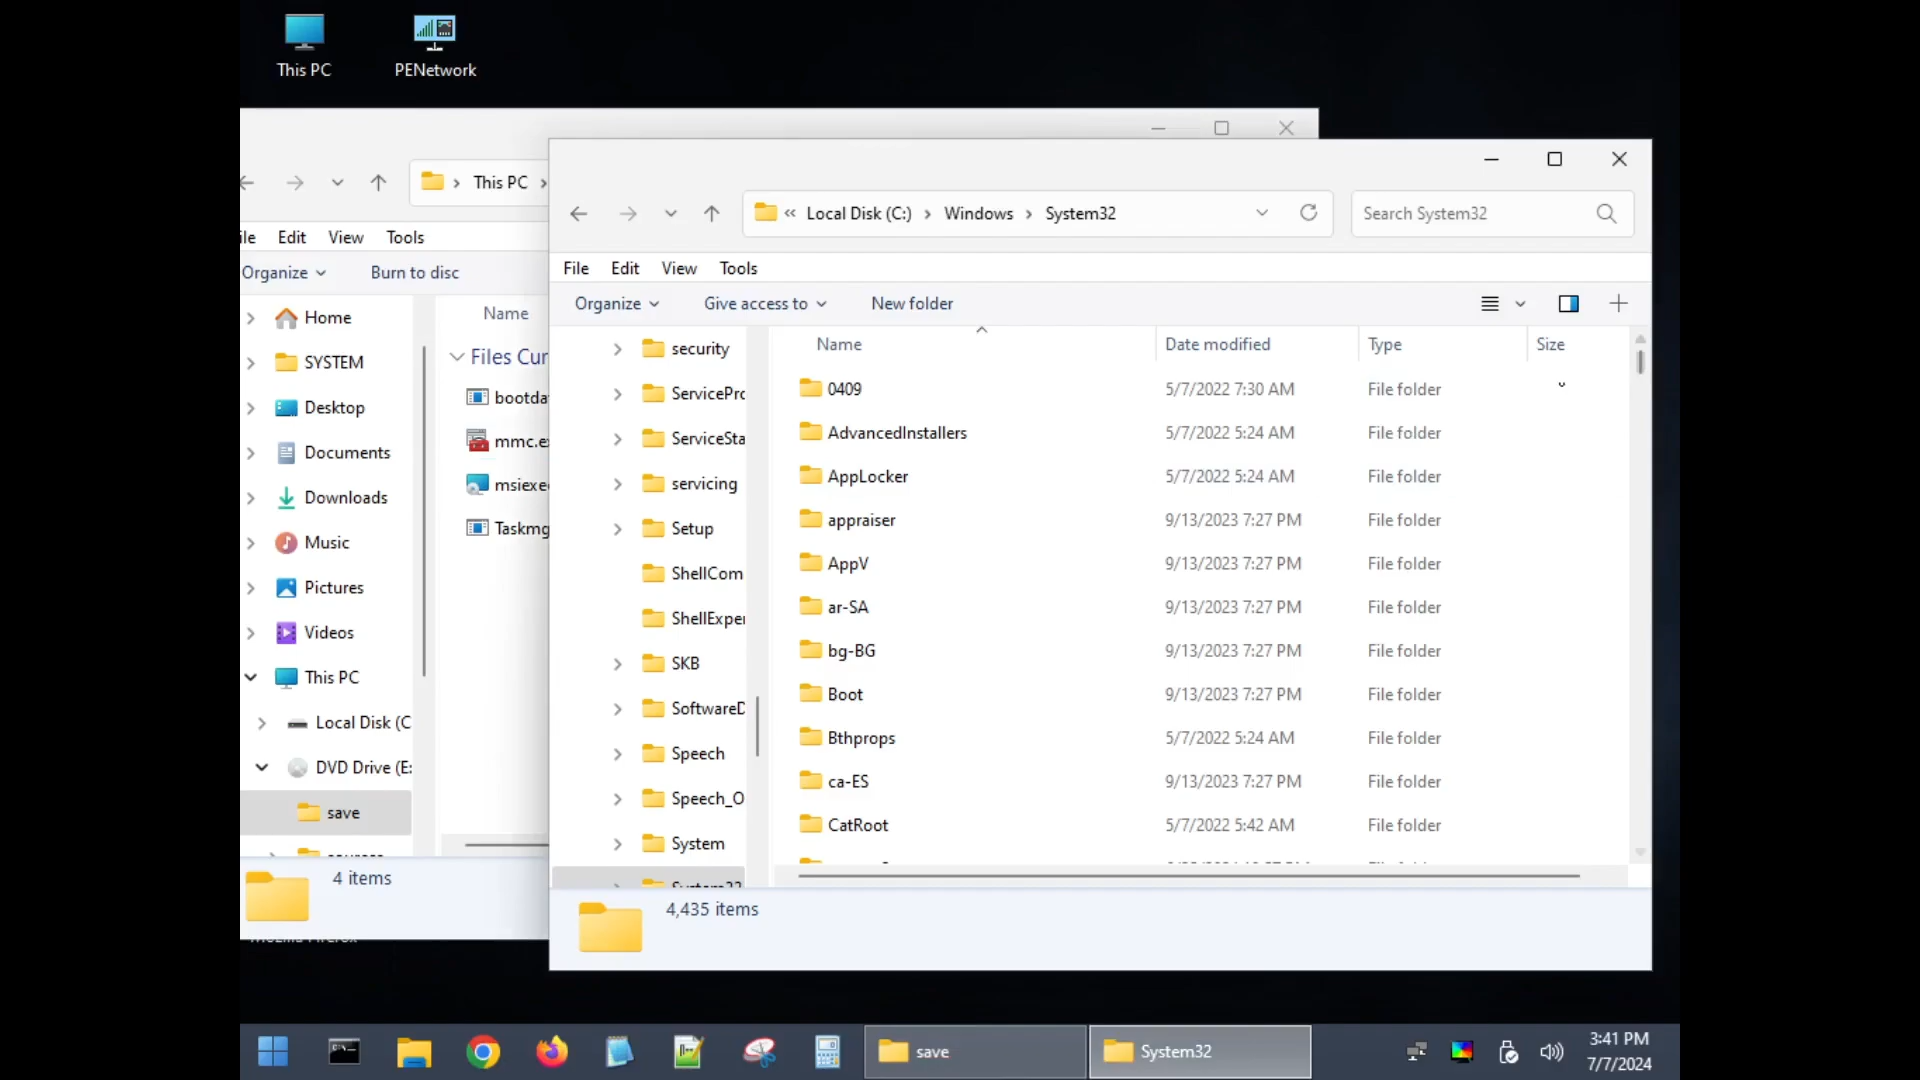 This PC
PENetwork
This PC
ile
Edit
View
Tools
Organize
Burn to disc
Home
SYSTEM
Desktop
Documents
Downloads
Music
Pictures
Videos
This PC
Local Disk (C
DVD Drive (E:
save
Name
Files Cur
bootda
mmc.ex
msiexec
Taskmg
4 items
Local Disk (C:)
Windows
System32
Search System32
File
Edit
View
Tools
Organize
Give access to
New folder
security
ServicePro
ServiceSta
servicing
Setup
ShellCom
ShellExper
SKB
SoftwareD
Speech
Speech_O
System
System32
Name
Date modified
Type
Size
0409
5/7/2022 7:30 AM
File folder
AdvancedInstallers
5/7/2022 5:24 AM
File folder
AppLocker
5/7/2022 5:24 AM
File folder
appraiser
9/13/2023 7:27 PM
File folder
AppV
9/13/2023 7:27 PM
File folder
ar-SA
9/13/2023 7:27 PM
File folder
bg-BG
9/13/2023 7:27 PM
File folder
Boot
9/13/2023 7:27 PM
File folder
Bthprops
5/7/2022 5:24 AM
File folder
ca-ES
9/13/2023 7:27 PM
File folder
CatRoot
5/7/2022 5:42 AM
File folder
4,435 items
save
System32
3:41 PM
7/7/2024